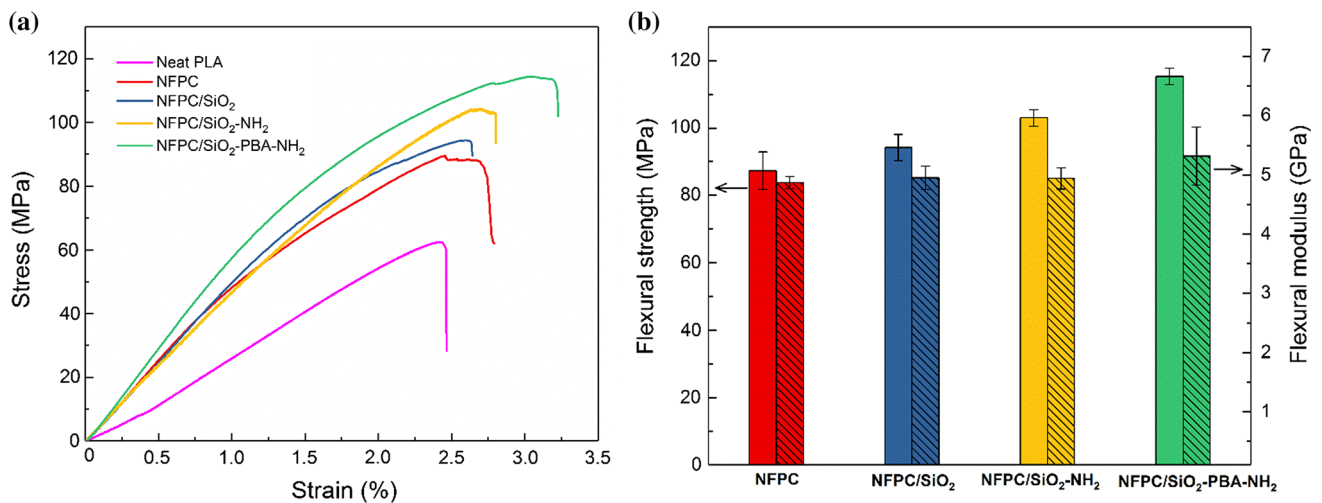 (a)
Stress (MPa)
120
100
80
60
40
20
0
Neat PLA
NFPC
NFPC/SiO₂
NFPC/SiO₂-NH₂
NFPC/SiO₂-PBA-NH₂
0 0.5 1.0 1.5 2.0 2.5 3.0 3.5
Strain (%)
(b)
Flexural strength (MPa)
120
100
80
60
40
20
0
7
6
5
4
3
2
1
Flexural modulus (GPa)
NFPC NFPC/SiO₂ NFPC/SiO₂-NH₂ NFPC/SiO₂-PBA-NH₂